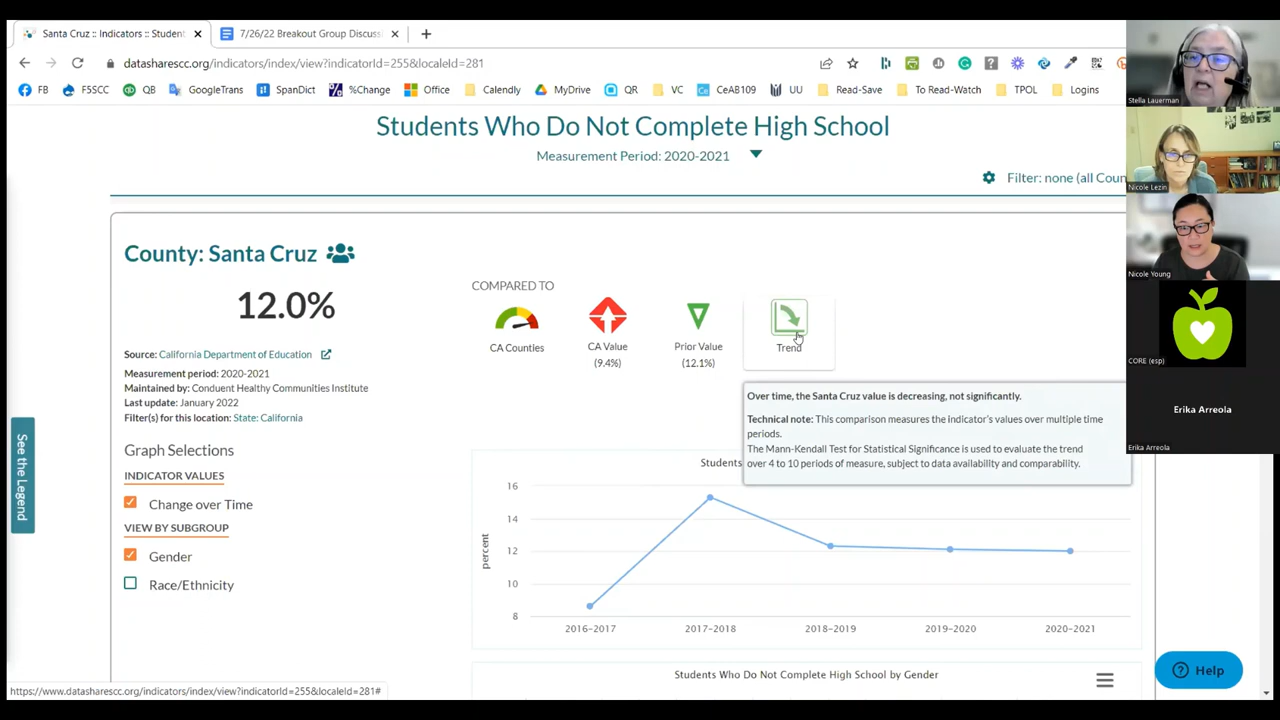 Santa Cruz :: Indicators :: Student
7/26/22 Breakout Group Discuss
datasharescc.org/indicators/index/view?indicatorId=255&localeId=281
FB
F5SCC
QB
GoogleTrans
SpanDict
%Change
Office
Calendly
MyDrive
QR
VC
CeAB109
UU
Read-Save
To Read-Watch
TPOL
Logins
Students Who Do Not Complete High School
Measurement Period: 2020-2021
Filter: none (all Coun
County: Santa Cruz
12.0%
Source: California Department of Education
Measurement period: 2020-2021
Maintained by: Conduent Healthy Communities Institute
Last update: January 2022
Filter(s) for this location: State: California
Graph Selections
INDICATOR VALUES
Change over Time
VIEW BY SUBGROUP
Gender
Race/Ethnicity
See the Legend
COMPARED TO
CA Counties
CA Value
(9.4%)
Prior Value
(12.1%)
Trend
Over time, the Santa Cruz value is decreasing, not significantly.
Technical note: This comparison measures the indicator's values over multiple time
periods.
The Mann-Kendall Test for Statistical Significance is used to evaluate the trend
over 4 to 10 periods of measure, subject to data availability and comparability.
Students
percent
16
14
12
10
8
2016-2017
2017-2018
2018-2019
2019-2020
2020-2021
Students Who Do Not Complete High School by Gender
Help
https://www.datasharescc.org/indicators/index/view?indicatorId=255&localeId=281#
Stella Lauerman
Nicole Lezin
Nicole Young
CORE (esp)
Erika Arreola
Erika Arreola